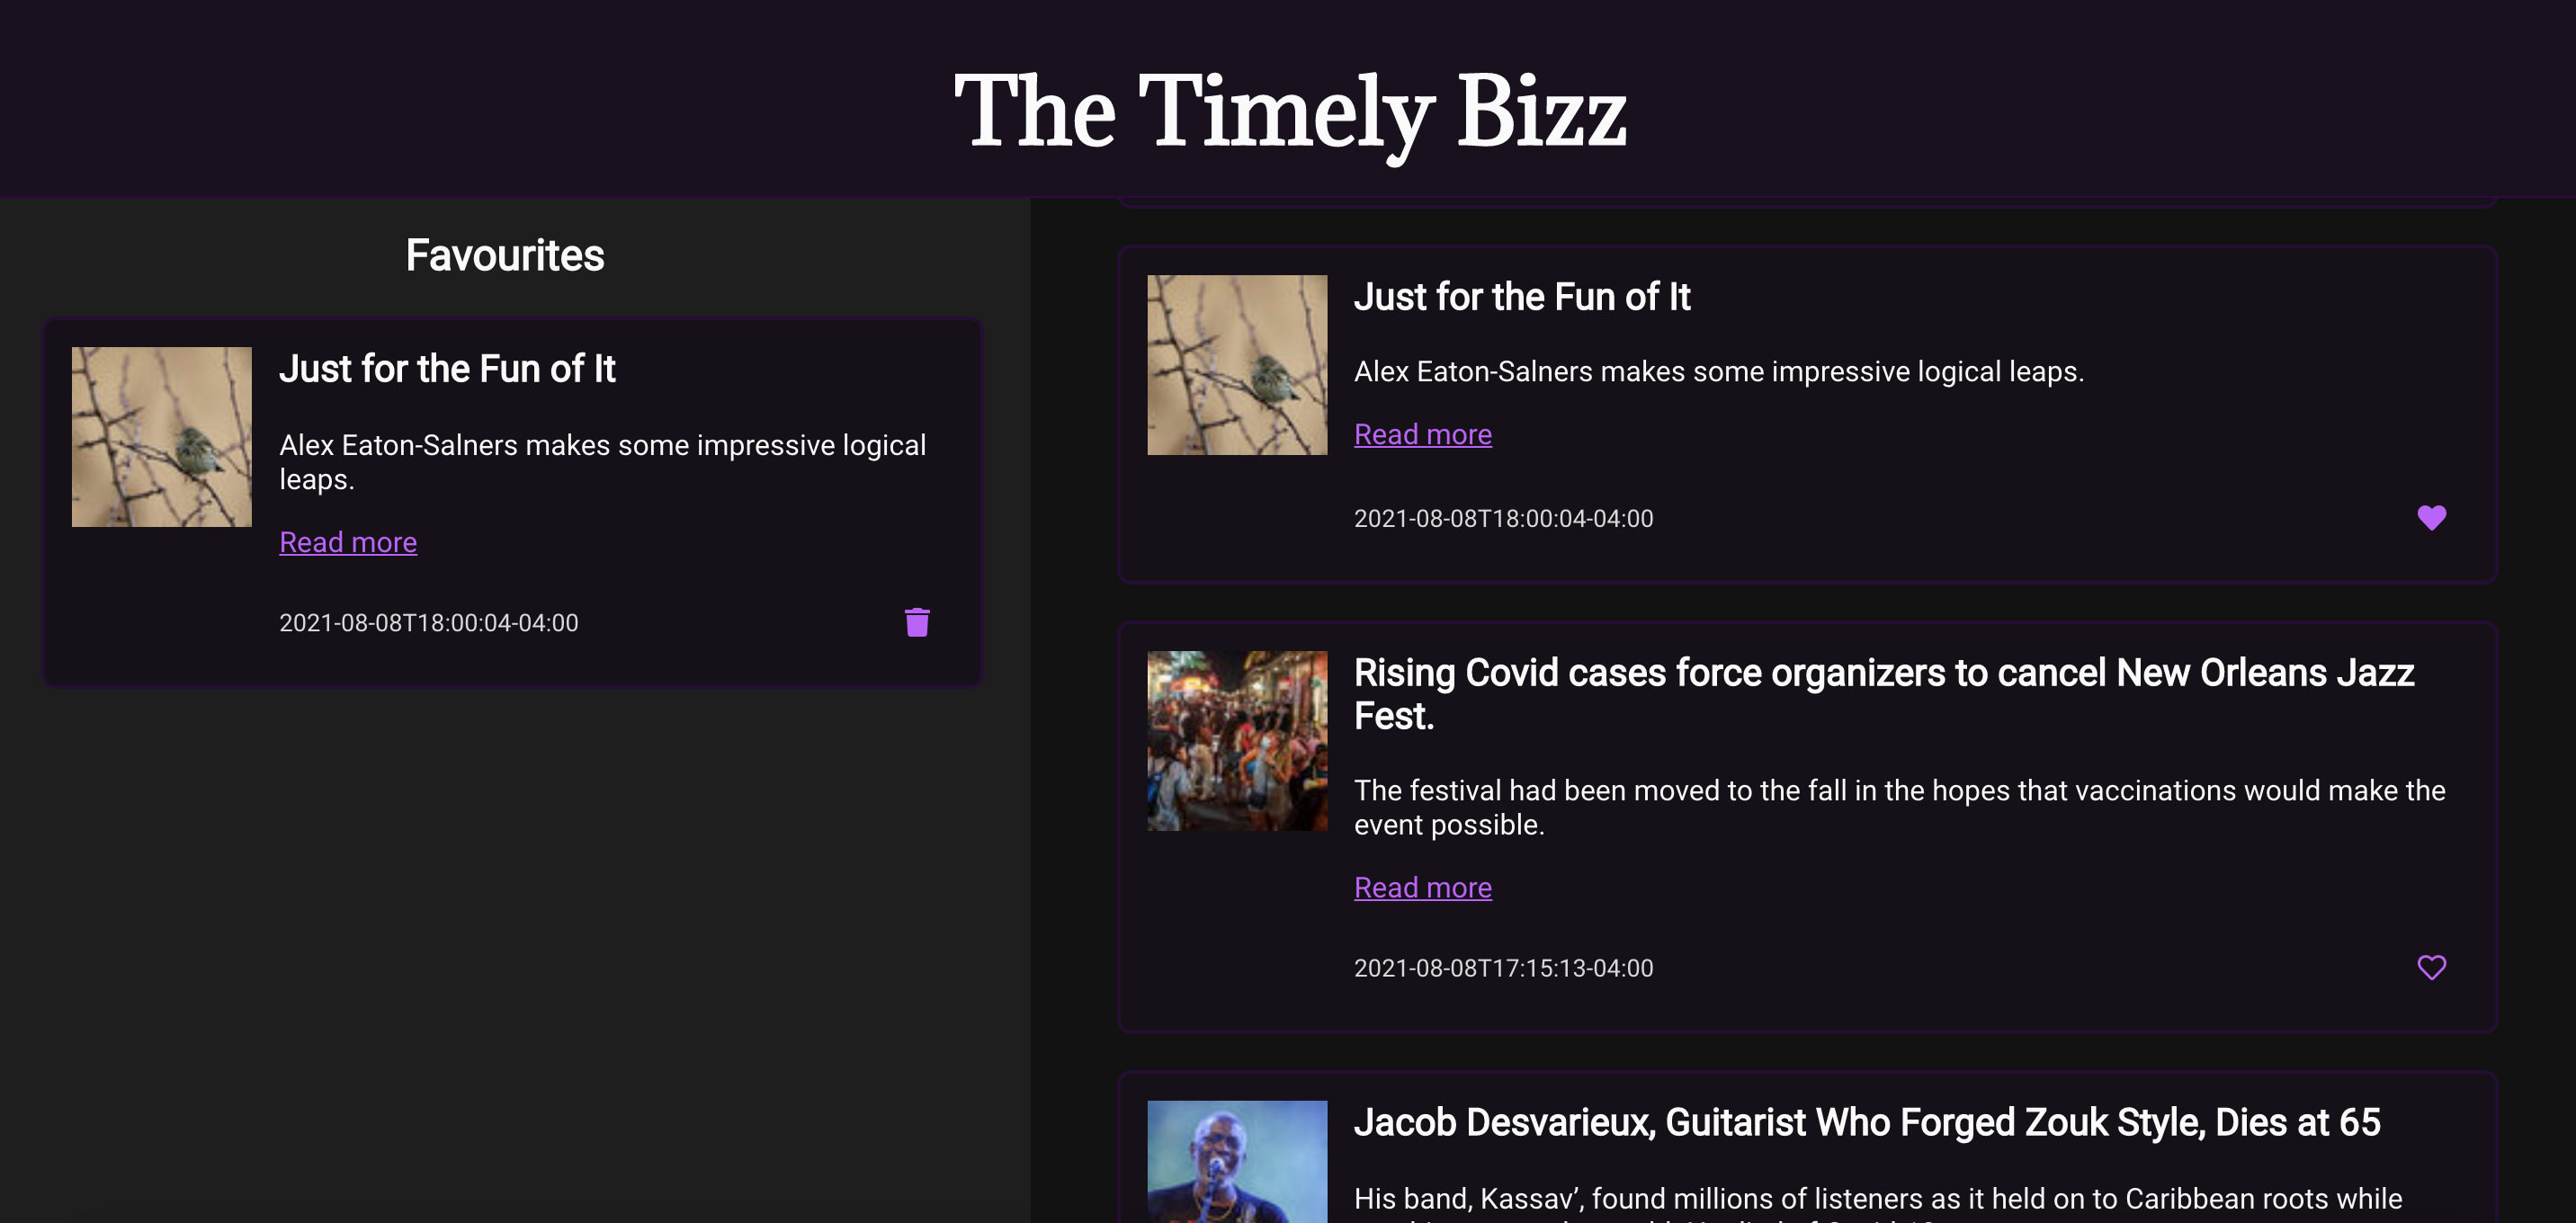 The Timely Bizz
Favourites
Just for the Fun of It
Alex Eaton-Salners makes some impressive logical
leaps.
Read more
2021-08-08T18:00:04-04:00
Just for the Fun of It
Alex Eaton-Salners makes some impressive logical leaps.
Read more
2021-08-08T18:00:04-04:00
Rising Covid cases force organizers to cancel New Orleans Jazz
Fest.
The festival had been moved to the fall in the hopes that vaccinations would make the
event possible.
Read more
2021-08-08T17:15:13-04:00
Jacob Desvarieux, Guitarist Who Forged Zouk Style, Dies at 65
His band, Kassav’, found millions of listeners as it held on to Caribbean roots while